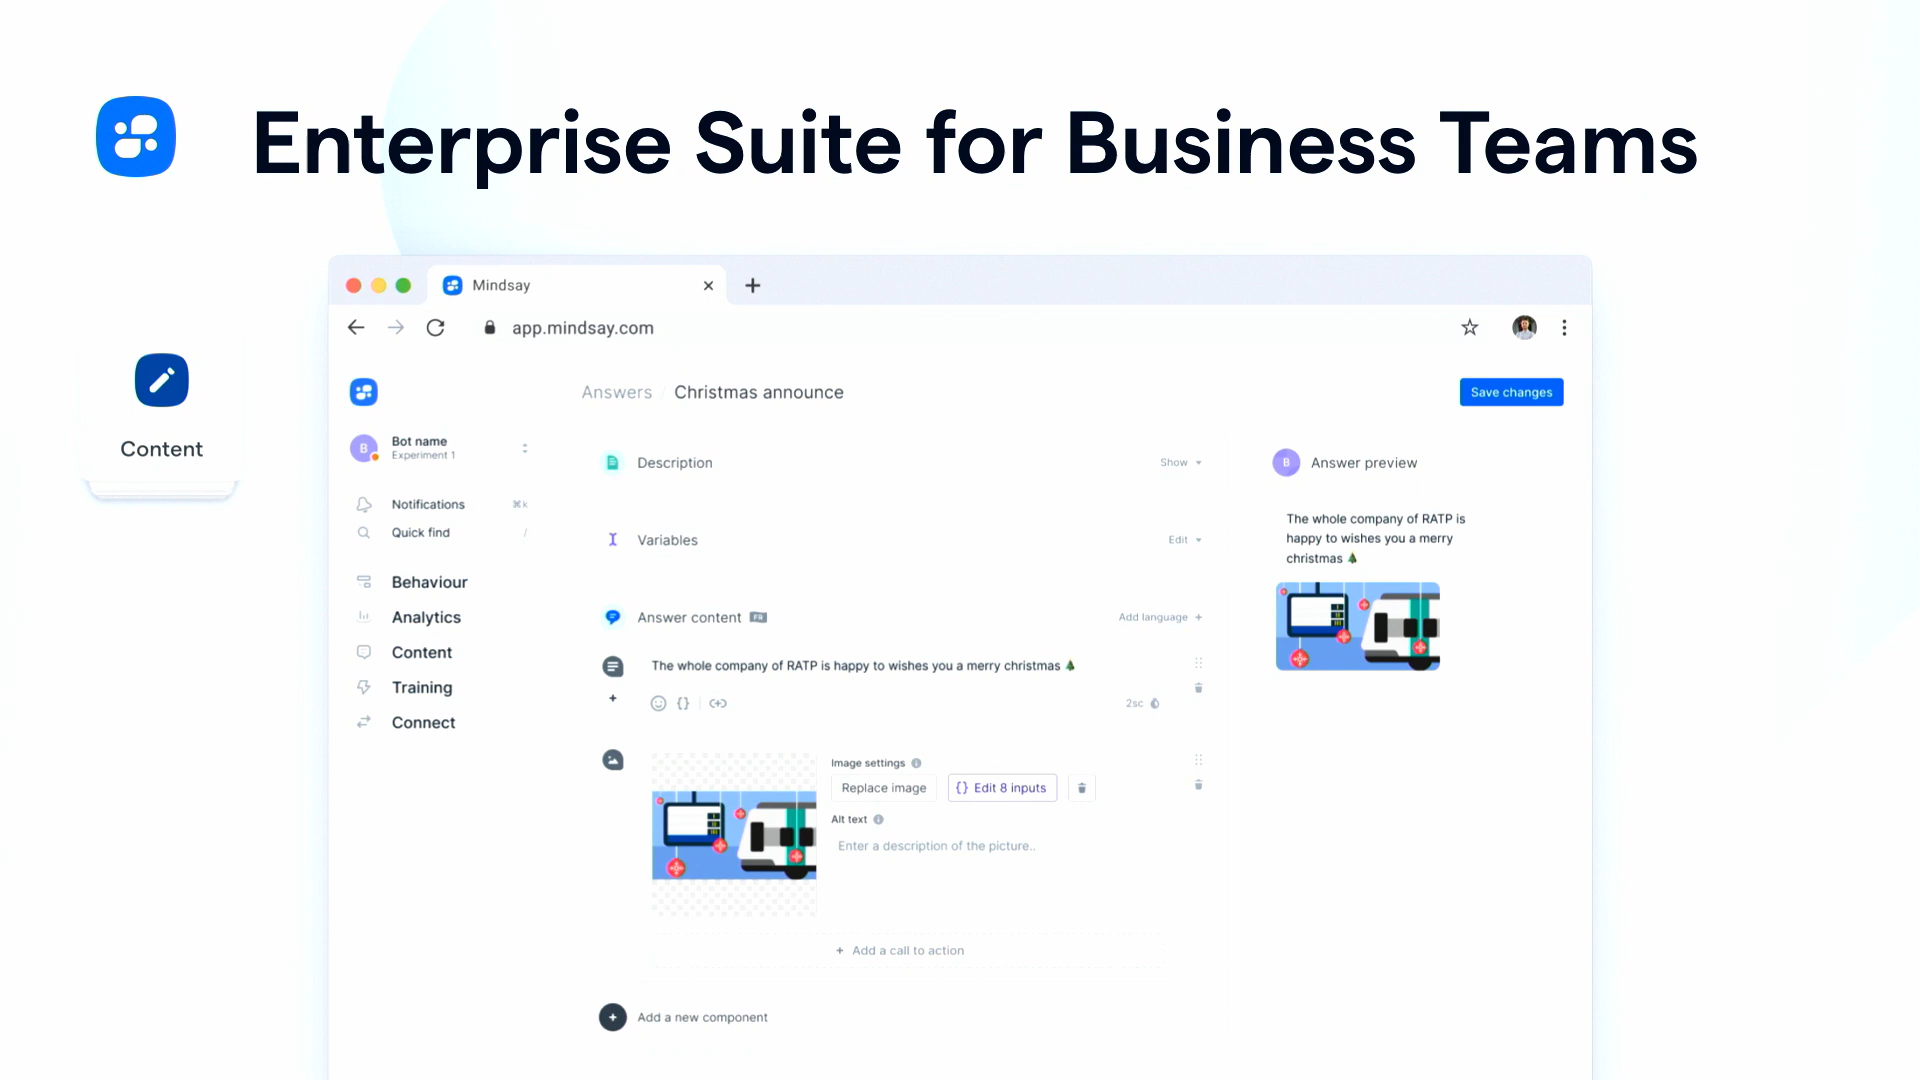 Enterprise Suite for Business Teams
Mindsay
app.mindsay.com
Content
Answers / Christmas announce
Save changes
B
Bot name
Experiment 1
Notifications ⌘k
Quick find /
Behaviour
Analytics
Content
Training
Connect
Description
Show
Variables
Edit
Answer content FR
Add language +
The whole company of RATP is happy to wishes you a merry christmas 🎄
{}
2sc
Image settings
Replace image
{} Edit 8 inputs
Alt text
Enter a description of the picture..
+ Add a call to action
+ Add a new component
B
Answer preview
The whole company of RATP is
happy to wishes you a merry
christmas 🎄